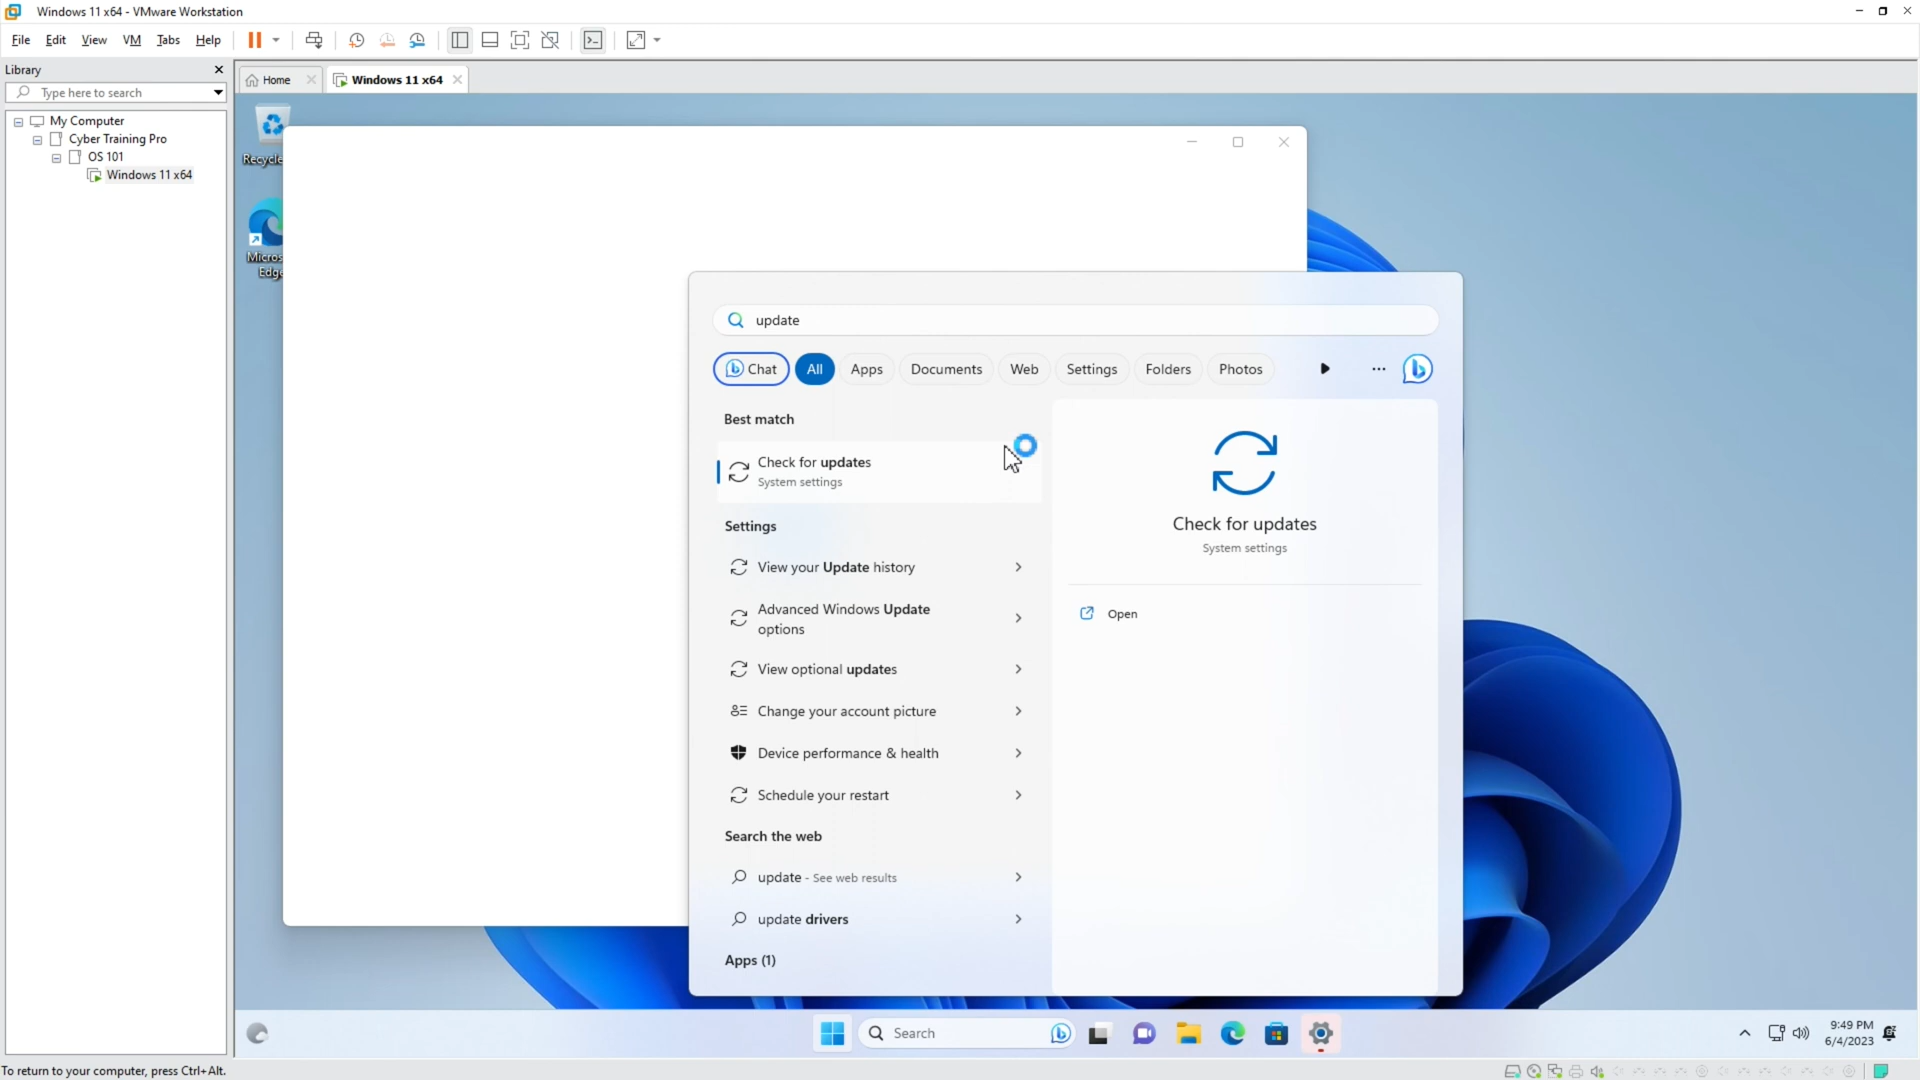 Windows 11 x64 - VMware Workstation
File Edit View VM Tabs Help
Library
Type here to search
My Computer
Cyber Training Pro
OS 101
Windows 11 x64
Home
Windows 11 x64
Recycle
Micros
Edge
update
Chat All Apps Documents Web Settings Folders Photos
Best match
Check for updates
System settings
Settings
View your Update history
Advanced Windows Update
options
View optional updates
Change your account picture
Device performance & health
Schedule your restart
Search the web
update - See web results
update drivers
Apps (1)
Check for updates
System settings
Open
Search
9:49 PM
6/4/2023
To return to your computer, press Ctrl+Alt.